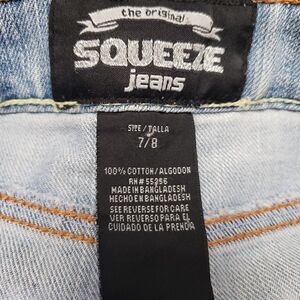 the original
SQUEEZE
jeans
SIZE/TALLA
7/8
100% COTTON/ALGODON
RN#55256
MADE IN BANGLADESH
HECHO EN BANGLADESH
SEE REVERSE FOR CARE
VER REVERSO PARA EL
CUIDADO DE LA PRENDA